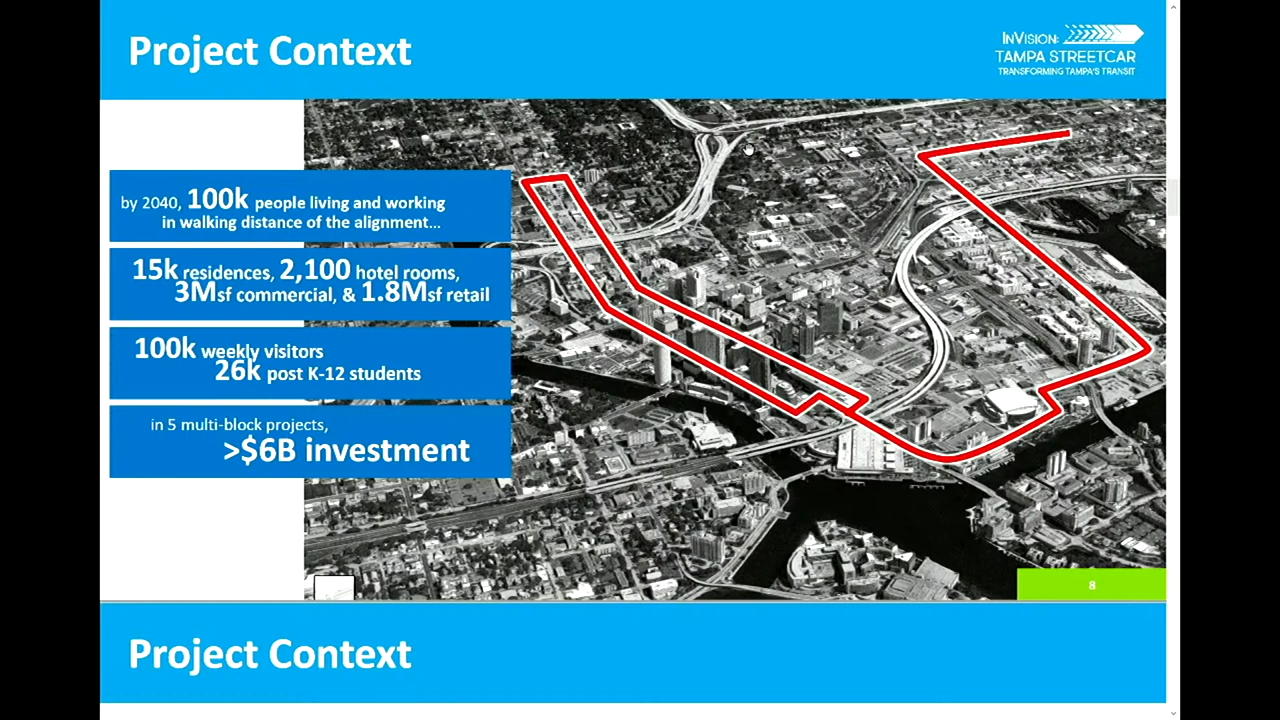 Project Context
INVISION:
TAMPA STREETCAR
TRANSFORMING TAMPA'S TRANSIT
by 2040, 100k people living and working
in walking distance of the alignment...
15k residences, 2,100 hotel rooms,
3Msf commercial, & 1.8Msf retail
100k weekly visitors
26k post K-12 students
in 5 multi-block projects,
>$6B investment
8
Project Context